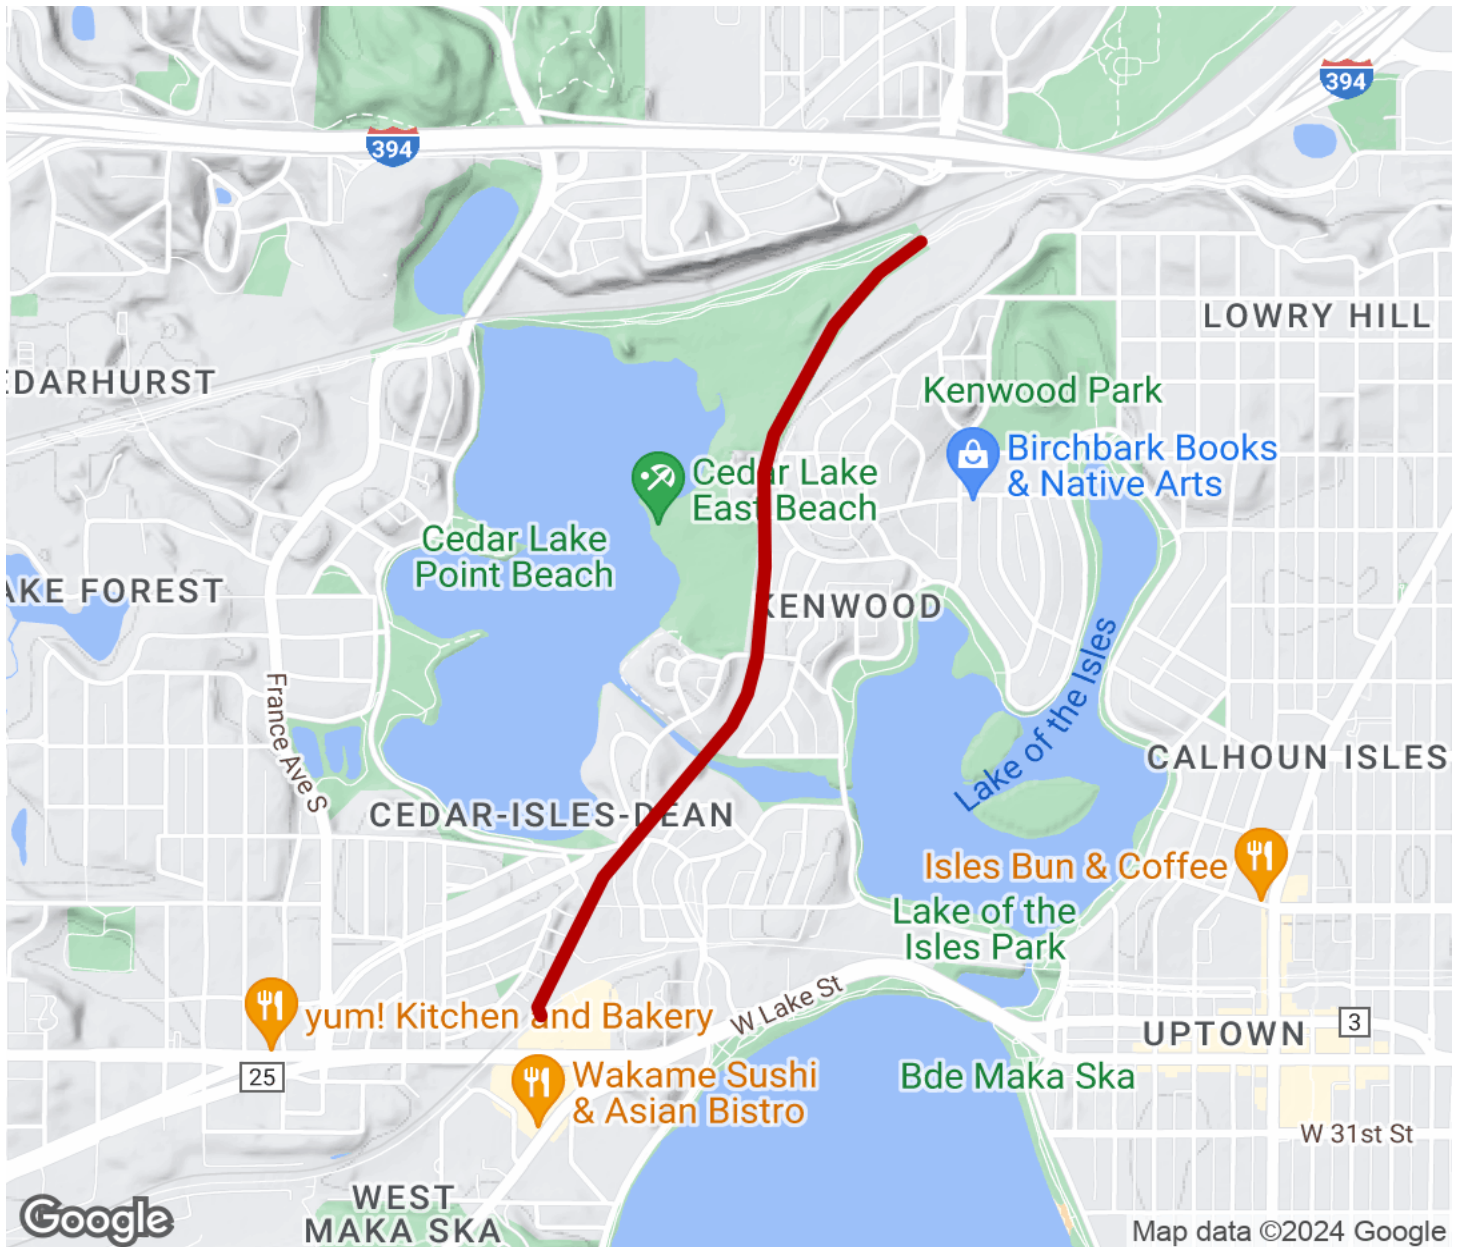 394
394
LOWRY HILL
EDARHURST
Kenwood Park
Birchbark Books
& Native Arts
Cedar Lake
East Beach
Cedar Lake
Point Beach
AKE FOREST
KENWOOD
Lake of the Isles
France Ave S
CALHOUN ISLES
CEDAR-ISLES-DEAN
Isles Bun & Coffee
Lake of the
Isles Park
yum! Kitchen and Bakery
W Lake St
UPTOWN
3
25
Wakame Sushi
& Asian Bistro
Bde Maka Ska
W 31st St
WEST
MAKA SKA
Google
Map data ©2024 Google